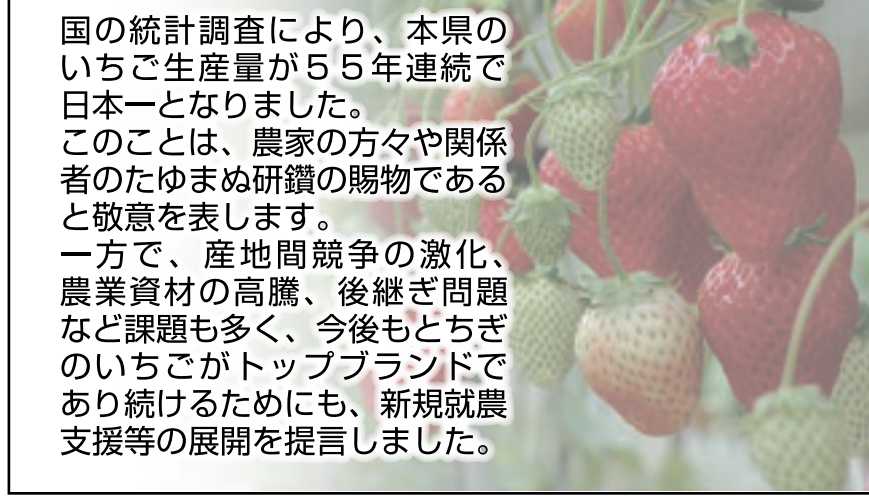 国の統計調査により、本県の
いちご生産量が５５年連続で
日本一となりました。
このことは、農家の方々や関係
者のたゆまぬ研鑽の賜物である
と敬意を表します。
一方で、産地間競争の激化、
農業資材の高騰、後継ぎ問題
など課題も多く、今後もとちぎ
のいちごがトップブランドで
あり続けるためにも、新規就農
支援等の展開を提言しました。